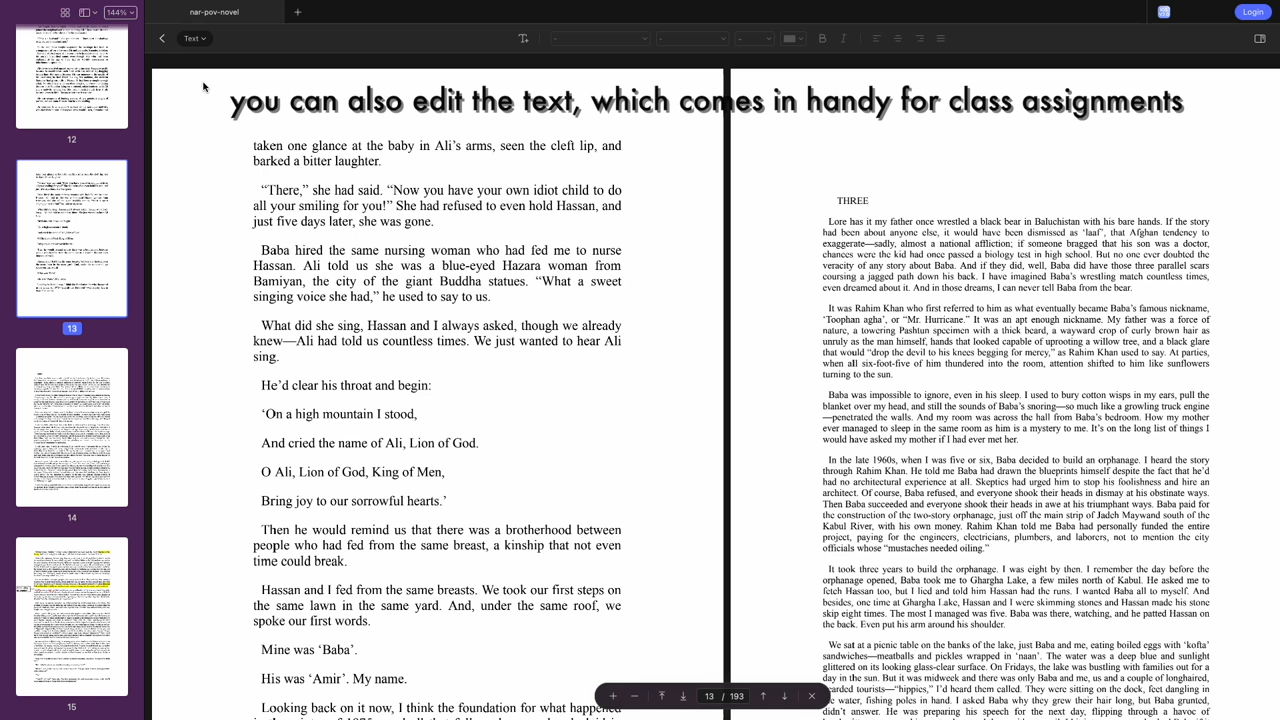 144%
nar-pov-novel
Login
Text
you can also edit the text, which comes in handy for class assignments
12
13
14
15
taken one glance at the baby in Ali’s arms, seen the cleft lip, and
barked a bitter laughter.
“There,” she had said. “Now you have your own idiot child to do
all your smiling for you!” She had refused to even hold Hassan, and
just five days later, she was gone.
Baba hired the same nursing woman who had fed me to nurse
Hassan. Ali told us she was a blue-eyed Hazara woman from
Bamiyan, the city of the giant Buddha statues. “What a sweet
singing voice she had,” he used to say to us.
What did she sing, Hassan and I always asked, though we already
knew—Ali had told us countless times. We just wanted to hear Ali
sing.
He’d clear his throat and begin:
‘On a high mountain I stood,
And cried the name of Ali, Lion of God.
O Ali, Lion of God, King of Men,
Bring joy to our sorrowful hearts.’
Then he would remind us that there was a brotherhood between
people who had fed from the same breast, a kinship that not even
time could break.
Hassan and I fed from the same breasts. We took our first steps on
the same lawn in the same yard. And, under the same roof, we
spoke our first words.
Mine was ‘Baba’.
His was ‘Amir’. My name.
Looking back on it now, I think the foundation for what happened
THREE
Lore has it my father once wrestled a black bear in Baluchistan with his bare hands. If the story
had been about anyone else, it would have been dismissed as ‘laaf’, that Afghan tendency to
exaggerate—sadly, almost a national affliction; if someone bragged that his son was a doctor,
chances were the kid had once passed a biology test in high school. But no one ever doubted the
veracity of any story about Baba. And if they did, well, Baba did have those three parallel scars
coursing a jagged path down his back. I have imagined Baba’s wrestling match countless times,
even dreamed about it. And in those dreams, I can never tell Baba from the bear.
It was Rahim Khan who first referred to him as what eventually became Baba’s famous nickname,
‘Toophan agha’, or “Mr. Hurricane.” It was an apt enough nickname. My father was a force of
nature, a towering Pashtun specimen with a thick beard, a wayward crop of curly brown hair as
unruly as the man himself, hands that looked capable of uprooting a willow tree, and a black glare
that would “drop the devil to his knees begging for mercy,” as Rahim Khan used to say. At parties,
when all six-foot-five of him thundered into the room, attention shifted to him like sunflowers
turning to the sun.
Baba was impossible to ignore, even in his sleep. I used to bury cotton wisps in my ears, pull the
blanket over my head, and still the sounds of Baba’s snoring—so much like a growling truck engine
—penetrated the walls. And my room was across the hall from Baba’s bedroom. How my mother
ever managed to sleep in the same room as him is a mystery to me. It’s on the long list of things I
would have asked my mother if I had ever met her.
In the late 1960s, when I was five or six, Baba decided to build an orphanage. I heard the story
through Rahim Khan. He told me Baba had drawn the blueprints himself despite the fact that he’d
had no architectural experience at all. Skeptics had urged him to stop his foolishness and hire an
architect. Of course, Baba refused, and everyone shook their heads in dismay at his obstinate ways.
Then Baba succeeded and everyone shook their heads in awe at his triumphant ways. Baba paid for
the construction of the two-story orphanage, just off the main strip of Jadeh Maywand south of the
Kabul River, with his own money. Rahim Khan told me Baba had personally funded the entire
project, paying for the engineers, electricians, plumbers, and laborers, not to mention the city
officials whose “mustaches needed oiling.”
It took three years to build the orphanage. I was eight by then. I remember the day before the
orphanage opened, Baba took me to Ghargha Lake, a few miles north of Kabul. He asked me to
fetch Hassan too, but I lied and told him Hassan had the runs. I wanted Baba all to myself. And
besides, one time at Ghargha Lake, Hassan and I were skimming stones and Hassan made his stone
skip eight times. The most I managed was five. Baba was there, watching, and he patted Hassan on
the back. Even put his arm around his shoulder.
We sat at a picnic table on the banks of the lake, just Baba and me, eating boiled eggs with ‘kofta’
sandwiches—meatballs and pickles wrapped in ‘naan’. The water was a deep blue and sunlight
glittered on its looking glass-clear surface. On Fridays, the lake was bustling with families out for a
day in the sun. But it was midweek and there was only Baba and me, us and a couple of longhaired,
bearded tourists—“hippies,” I’d heard them called. They were sitting on the dock, feet dangling in
the water, fishing poles in hand. I asked Baba why they grew their hair long, but Baba grunted,
didn’t answer. He was preparing his speech for the next day, flipping through a havoc of
13 / 193